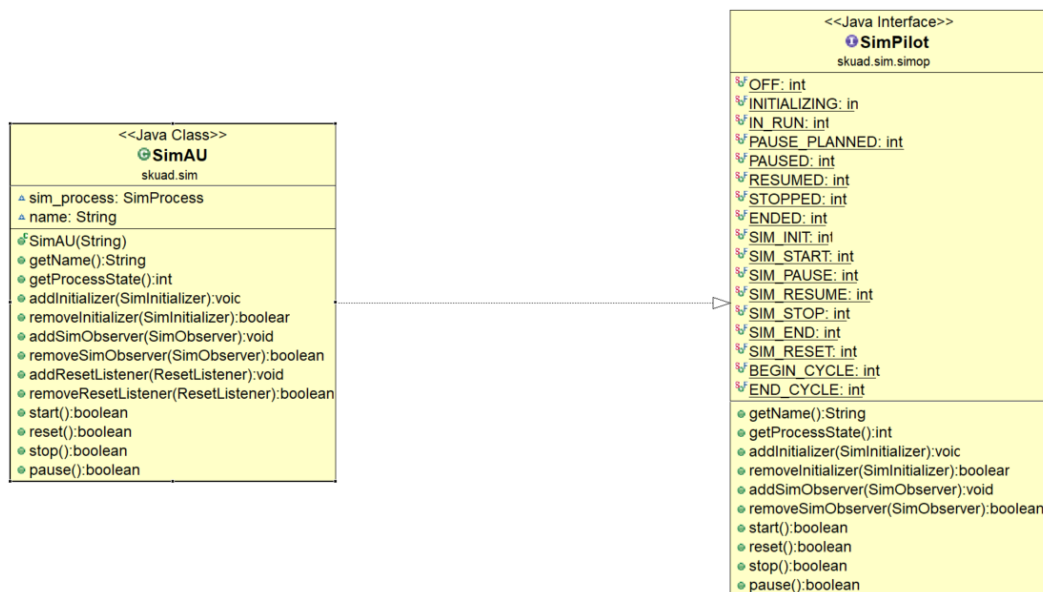 <<Java Class>>
SimAU
skuad.sim
sim_process: SimProcess
name: String
SimAU(String)
getName():String
getProcessState():int
addInitializer(SimInitializer):voic
removeInitializer(SimInitializer):boolear
addSimObserver(SimObserver):void
removeSimObserver(SimObserver):boolean
addResetListener(ResetListener):void
removeResetListener(ResetListener):boolean
start():boolean
reset():boolean
stop():boolean
pause():boolean
<<Java Interface>>
SimPilot
skuad.sim.simop
OFF: int
INITIALIZING: in
IN_RUN: int
PAUSE_PLANNED: int
PAUSED: int
RESUMED: int
STOPPED: int
ENDED: int
SIM_INIT: int
SIM_START: int
SIM_PAUSE: int
SIM_RESUME: int
SIM_STOP: int
SIM_END: int
SIM_RESET: int
BEGIN_CYCLE: int
END_CYCLE: int
getName():String
getProcessState():int
addInitializer(SimInitializer):voic
removeInitializer(SimInitializer):boolear
addSimObserver(SimObserver):void
removeSimObserver(SimObserver):boolean
start():boolean
reset():boolean
stop():boolean
pause():boolean